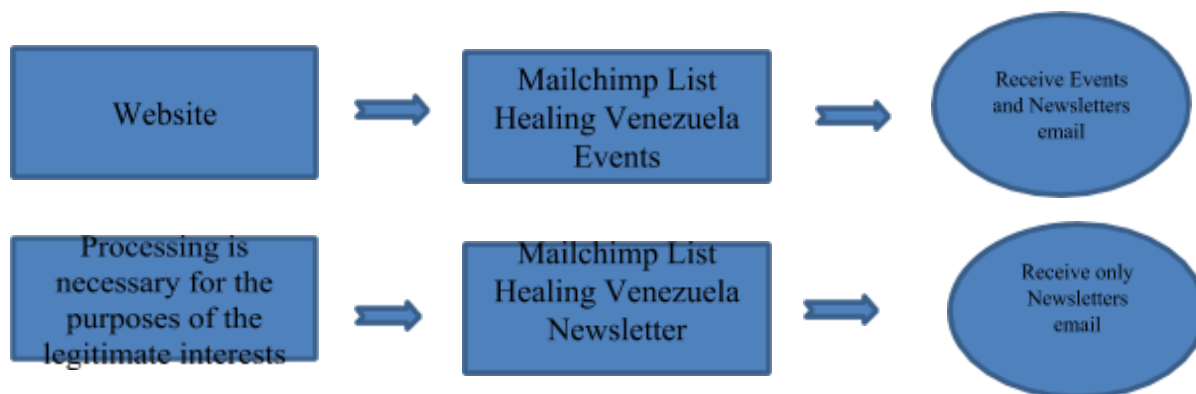 Website
Mailchimp List
Healing Venezuela
Events
Receive Events
and Newsletters
email
Processing is
necessary for the
purposes of the
legitimate interests
Mailchimp List
Healing Venezuela
Newsletter
Receive only
Newsletters
email